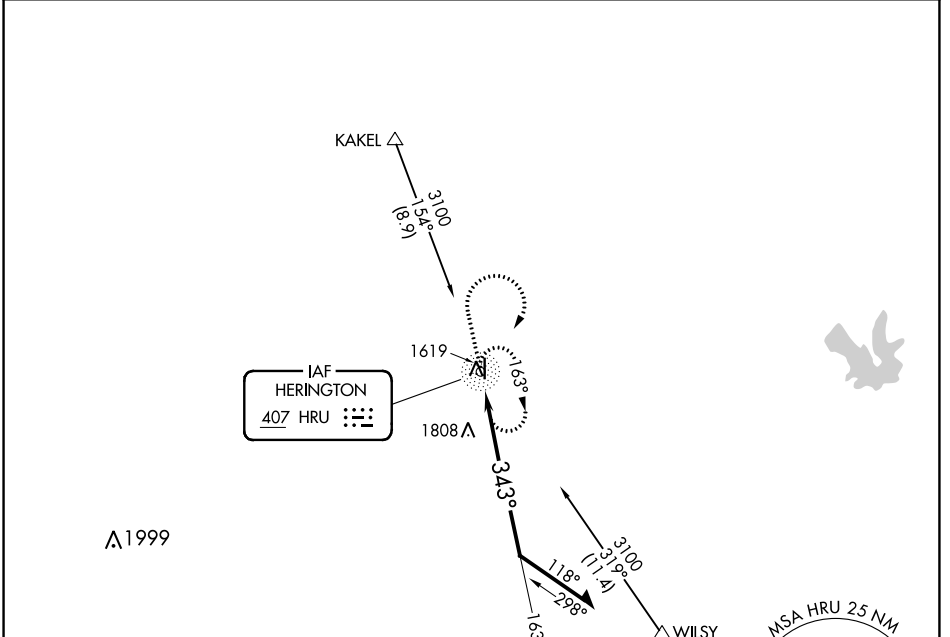 KAKEL
3100
154°
(8.9)
1619
IAF
HERINGTON
407 HRU
163°
1808
343°
1999
3100
319°
(11.4)
118°
298°
163
WILSY
MSA HRU 25 NM